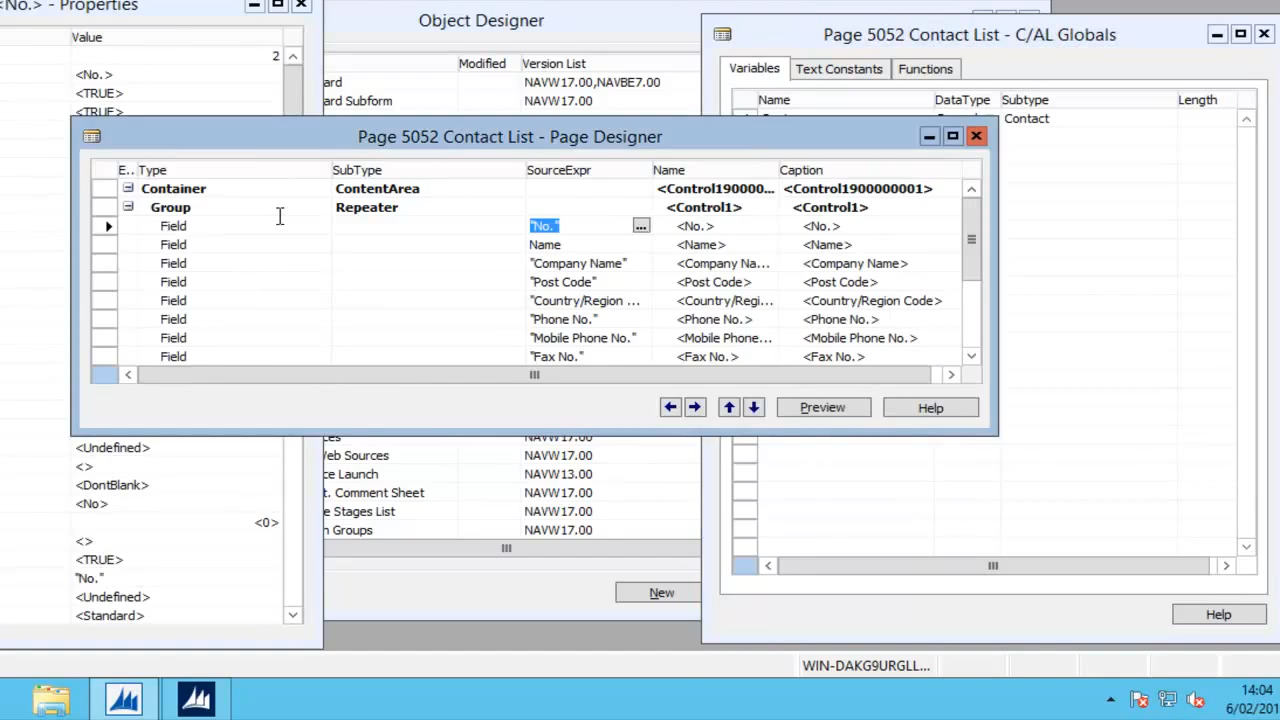 <No.> - Properties
Value
2
<No.>
<TRUE>
<TRUE>
<Undefined>
<>
<DontBlank>
<No>
<0>
<>
<TRUE>
"No."
<Undefined>
<Standard>
Object Designer
Modified Version List
ard NAVW17.00,NAVBE7.00
ard Subform NAVW17.00
NAVW17.00
Web Sources NAVW17.00
ce Launch NAVW13.00
t. Comment Sheet NAVW17.00
e Stages List NAVW17.00
n Groups NAVW17.00
New
Page 5052 Contact List - C/AL Globals
Variables Text Constants Functions
Name DataType Subtype Length
Contact
Help
Page 5052 Contact List - Page Designer
E.. Type SubType SourceExpr Name Caption
Container ContentArea <Control190000... <Control1900000001>
Group Repeater <Control1> <Control1>
Field "No." ... <No.> <No.>
Field Name <Name> <Name>
Field "Company Name" <Company Na... <Company Name>
Field "Post Code" <Post Code> <Post Code>
Field "Country/Region ... <Country/Regi... <Country/Region Code>
Field "Phone No." <Phone No.> <Phone No.>
Field "Mobile Phone No." <Mobile Phone... <Mobile Phone No.>
Field "Fax No." <Fax No.> <Fax No.>
Preview Help
WIN-DAKG9URGLL...
14:04
6/02/201